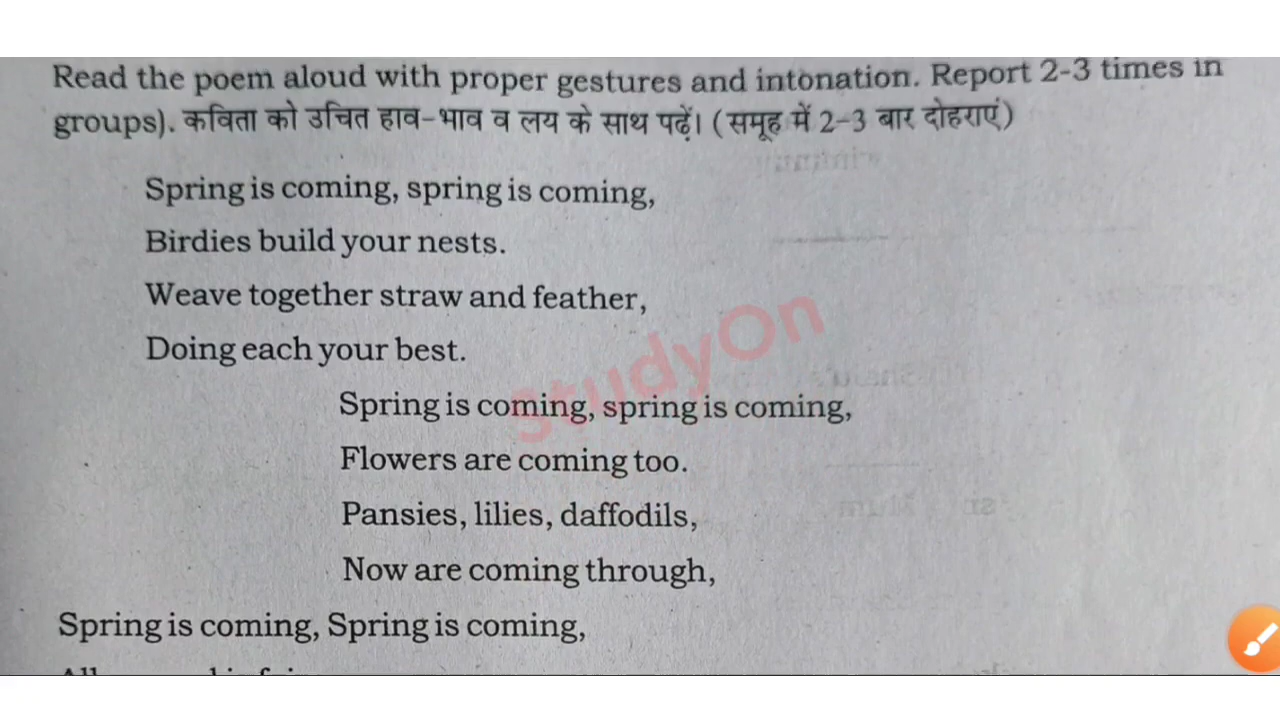 Read the poem aloud with proper gestures and intonation. Report 2-3 times in
groups). कविता को उचित हाव-भाव व लय के साथ पढ़ें। (समूह में 2-3 बार दोहराएं)
Spring is coming, spring is coming,
Birdies build your nests.
Weave together straw and feather,
Doing each your best.
StudyOn
Spring is coming, spring is coming,
Flowers are coming too.
Pansies, lilies, daffodils,
Now are coming through,
Spring is coming, Spring is coming,